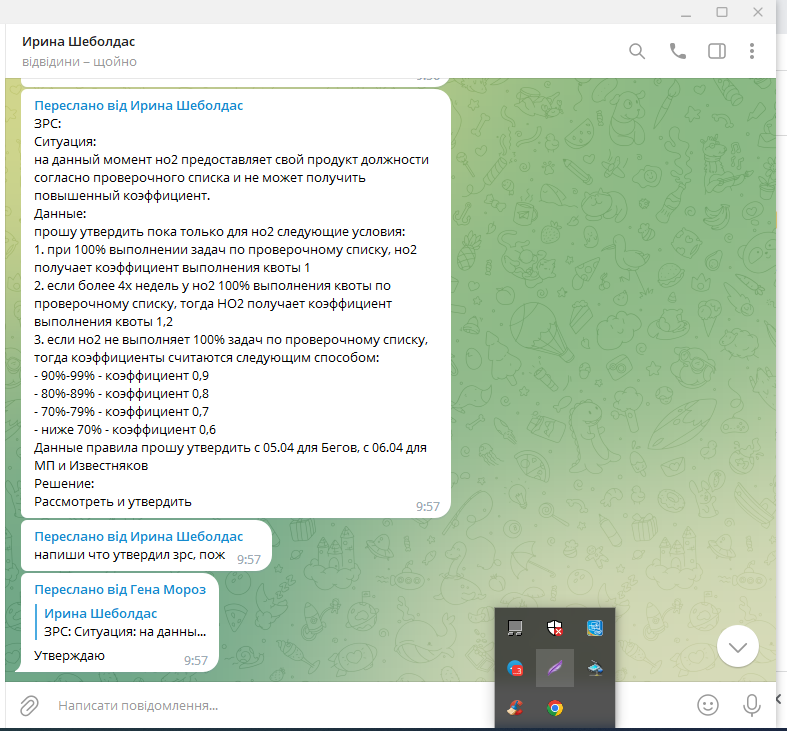 Ирина Шеболдас
відвідини – щойно
Переслано від Ирина Шеболдас
ЗРС:
Ситуация:
на данный момент но2 предоставляет свой продукт должности
согласно проверочного списка и не может получить
повышенный коэффициент.
Данные:
прошу утвердить пока только для но2 следующие условия:
1. при 100% выполнении задач по проверочному списку, но2
получает коэффициент выполнения квоты 1
2. если более 4х недель у но2 100% выполнения квоты по
проверочному списку, тогда НО2 получает коэффициент
выполнения квоты 1,2
3. если но2 не выполняет 100% задач по проверочному списку,
тогда коэффициенты считаются следующим способом:
- 90%-99% - коэффициент 0,9
- 80%-89% - коэффициент 0,8
- 70%-79% - коэффициент 0,7
- ниже 70% - коэффициент 0,6
Данные правила прошу утвердить с 05.04 для Бегов, с 06.04 для
МП и Известняков
Решение:
Рассмотреть и утвердить
9:57
Переслано від Ирина Шеболдас
напиши что утвердил зрс, пож 9:57
Переслано від Гена Мороз
Ирина Шеболдас
ЗРС: Ситуация: на данны...
Утверждаю 9:57
Написати повідомлення...